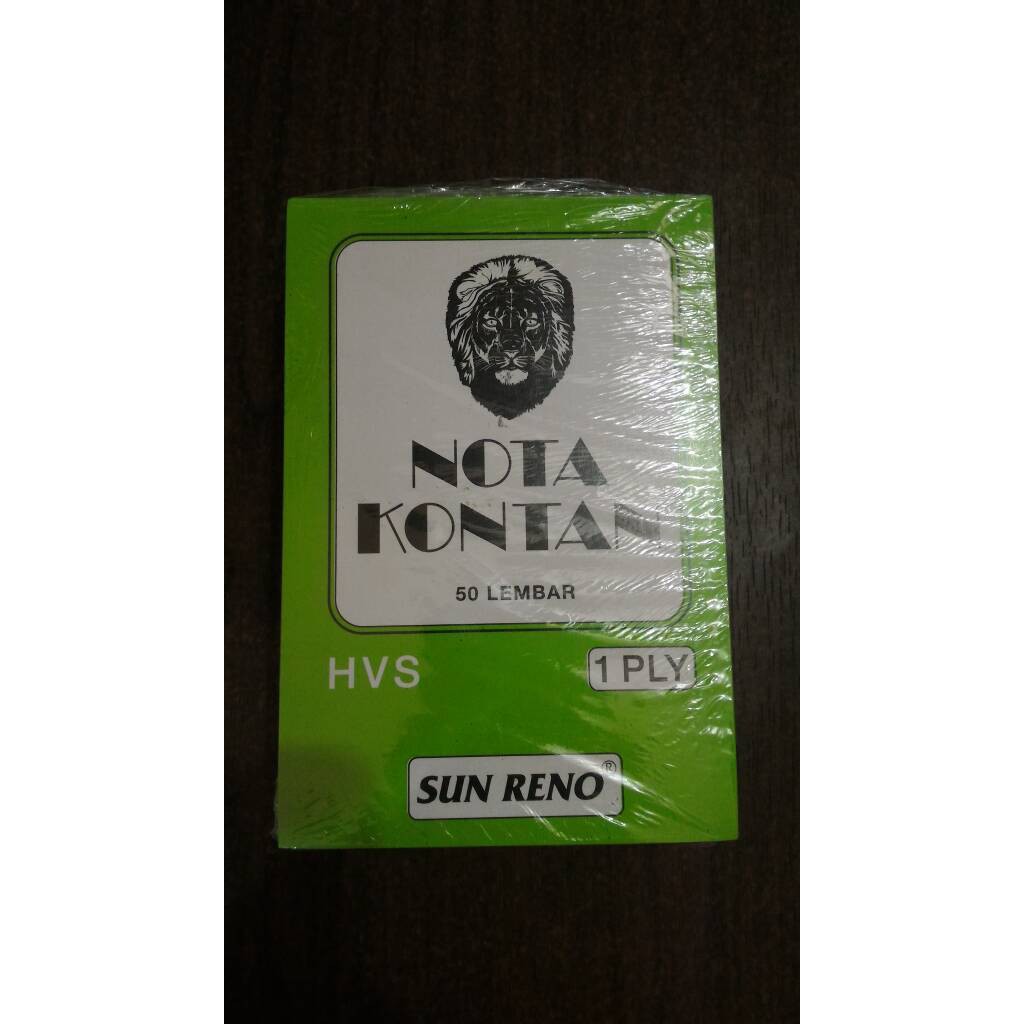 NOTA
KONTAN
50 LEMBAR
HVS
1 PLY
SUN RENO®